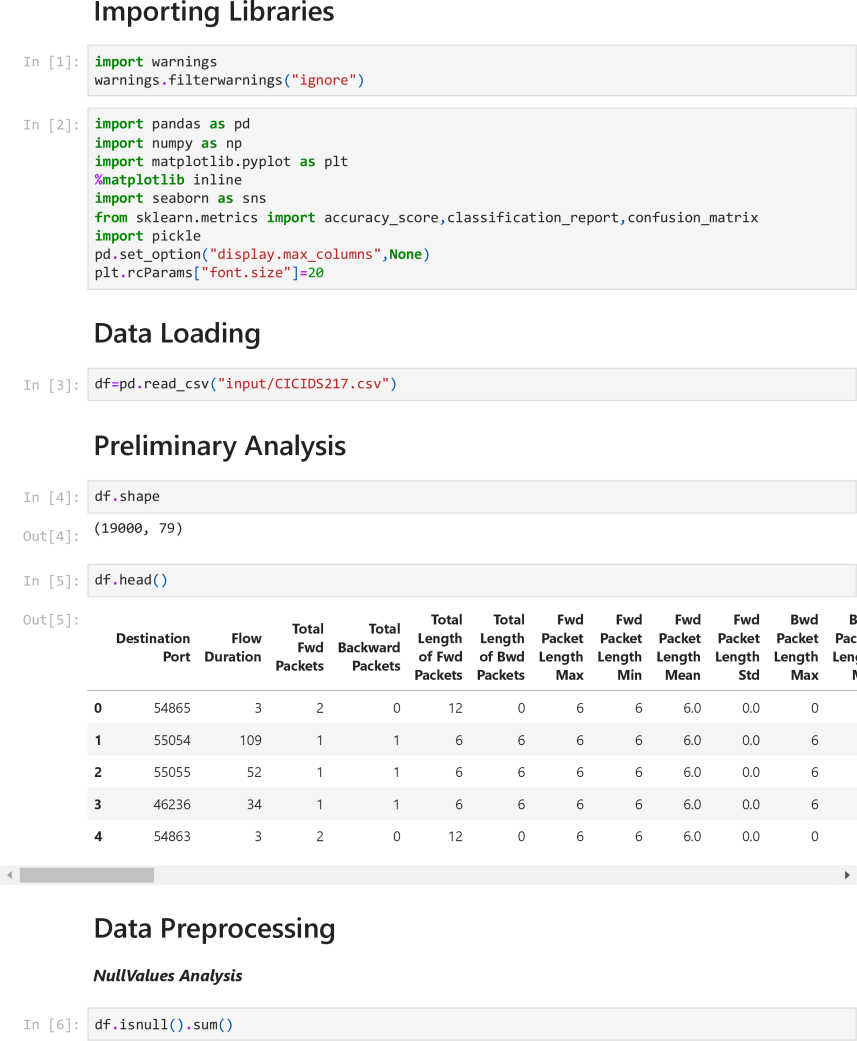 Importing Libraries
In [1]:
import warnings
warnings.filterwarnings("ignore")
In [2]:
import pandas as pd
import numpy as np
import matplotlib.pyplot as plt
%matplotlib inline
import seaborn as sns
from sklearn.metrics import accuracy_score,classification_report,confusion_matrix
import pickle
pd.set_option("display.max_columns",None)
plt.rcParams["font.size"]=20
Data Loading
In [3]:
df=pd.read_csv("input/CICIDS217.csv")
Preliminary Analysis
In [4]:
df.shape
Out[4]:
(19000, 79)
In [5]:
df.head()
Out[5]:
Destination Port Flow Duration Total Fwd Packets Total Backward Packets Total Length of Fwd Packets Total Length of Bwd Packets Fwd Packet Length Max Fwd Packet Length Min Fwd Packet Length Mean Fwd Packet Length Std Bwd Packet Length Max
0 54865 3 2 0 12 0 6 6 6.0 0.0 0
1 55054 109 1 1 6 6 6 6 6.0 0.0 6
2 55055 52 1 1 6 6 6 6 6.0 0.0 6
3 46236 34 1 1 6 6 6 6 6.0 0.0 6
4 54863 3 2 0 12 0 6 6 6.0 0.0 0
Data Preprocessing
NullValues Analysis
In [6]:
df.isnull().sum()